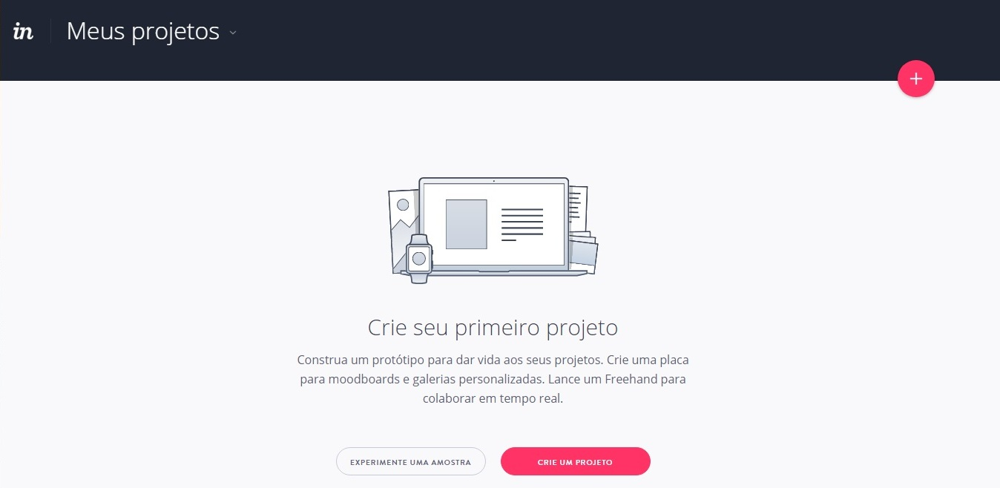 in
Meus projetos
Crie seu primeiro projeto
Construa um protótipo para dar vida aos seus projetos. Crie uma placa
para moodboards e galerias personalizadas. Lance um Freehand para
colaborar em tempo real.
EXPERIMENTE UMA AMOSTRA
CRIE UM PROJETO